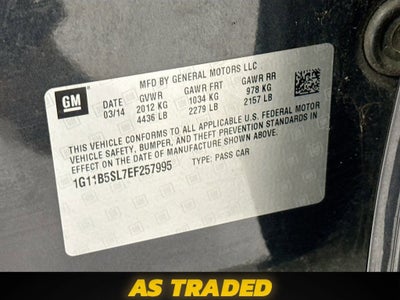 MFD BY GENERAL MOTORS LLC
GM
DATE GVWR GAWR FRT GAWR RR
03/14 2012 KG 1034 KG 978 KG
4436 LB 2279 LB 2157 LB
THIS VEHICLE CONFORMS TO ALL APPLICABLE U.S. FEDERAL MOTOR
VEHICLE SAFETY, BUMPER, AND THEFT PREVENTION STANDARDS IN
EFFECT ON THE DATE OF MANUFACTURE SHOWN ABOVE.
1G11B5SL7EF257995 TYPE: PASS CAR
AS TRADED